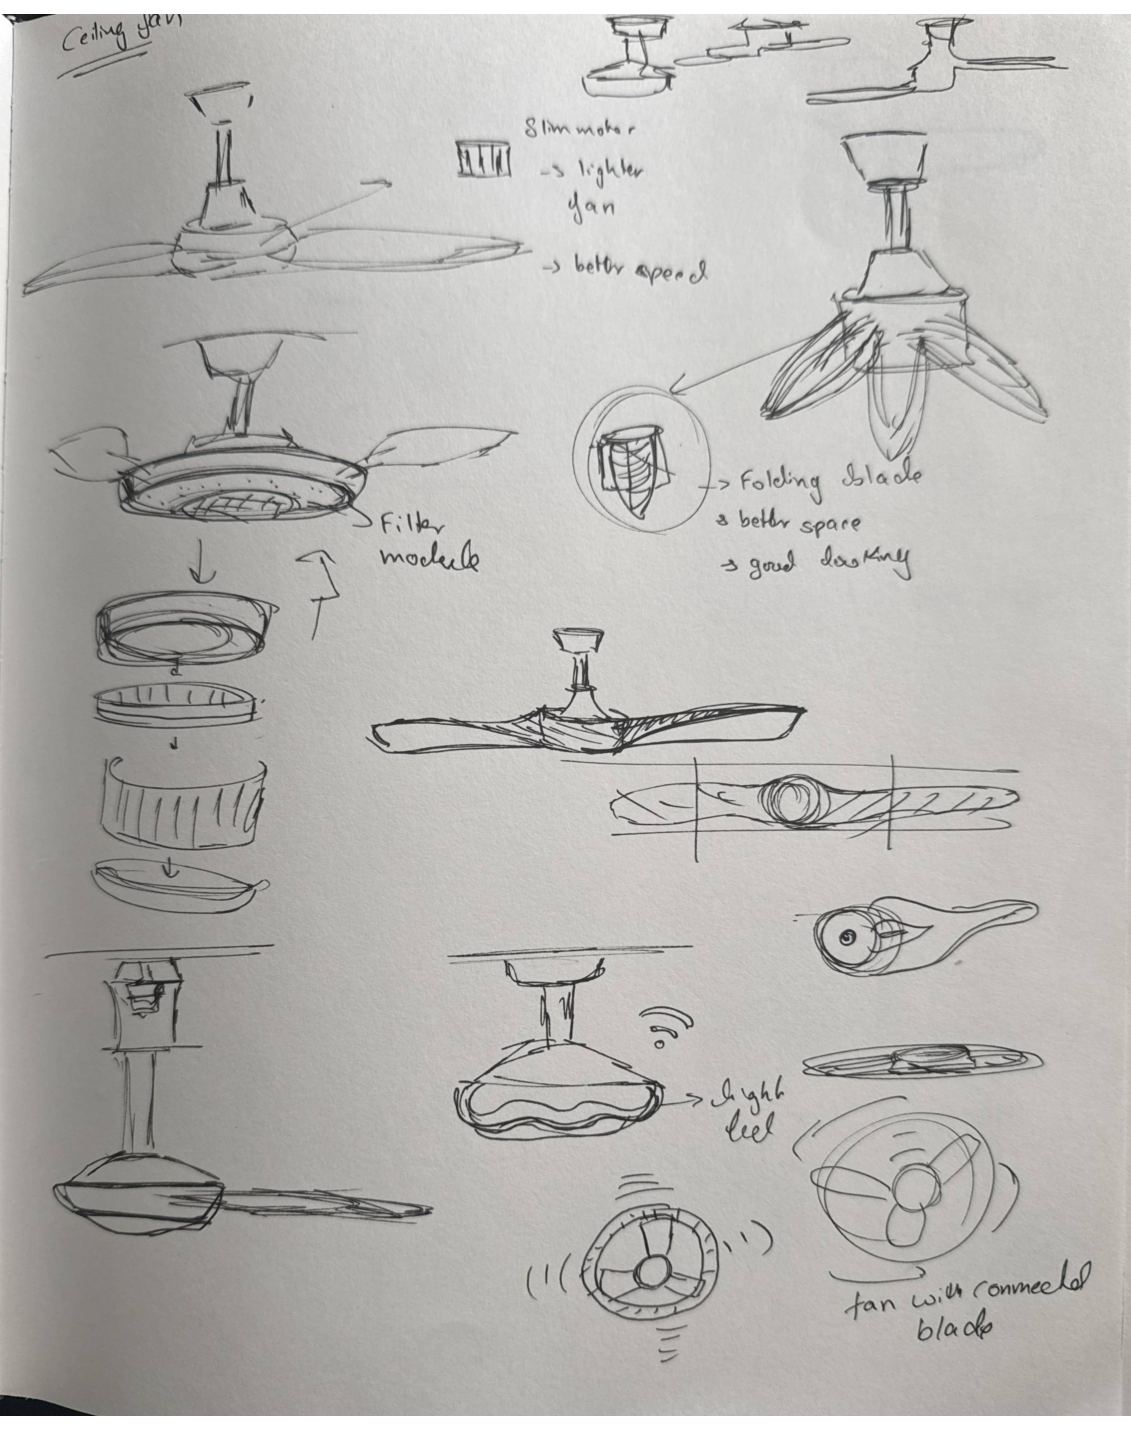 Ceiling fan
Slim motor
-> lighter
fan
-> better speed
Filter
module
-> Folding blade
-> better space
-> good looking
-> light
fan with connected
blade